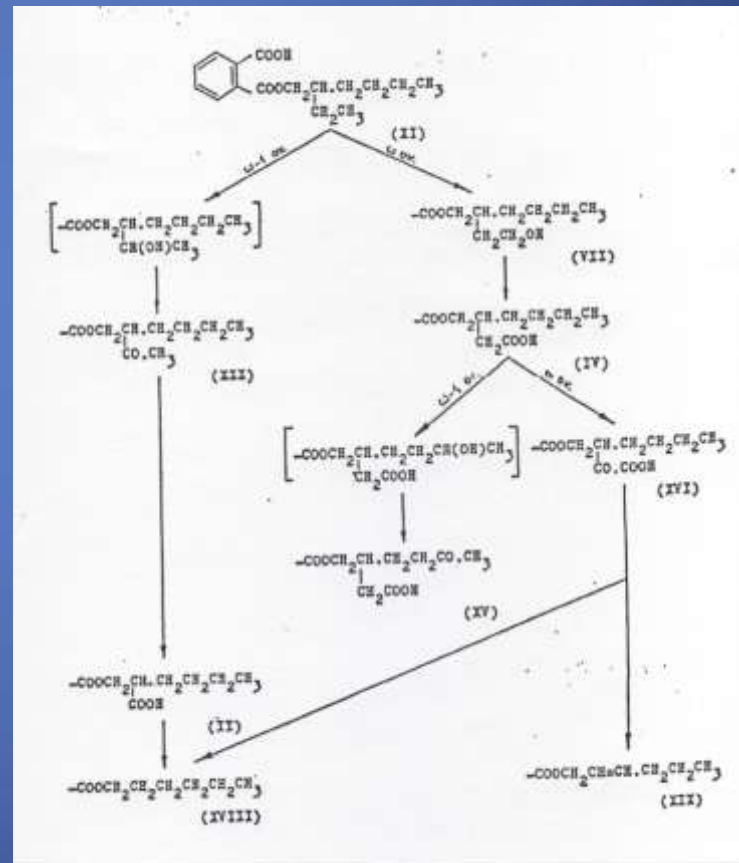 COOH
-COOCH2CH.CH2CH2CH2CH3
CH2CH3
(XI)
ω-1 ox
ω ox
-COOCH2CH.CH2CH2CH2CH3
CH(OH)CH3
-COOCH2CH.CH2CH2CH2CH3
CH2CH2OH
(VII)
-COOCH2CH.CH2CH2CH2CH3
CO.CH3
(XII)
-COOCH2CH.CH2CH2CH2CH3
CH2COOH
(IV)
ω-1 ox
α ox
-COOCH2CH.CH2CH2CH(OH)CH3
CH2COOH
-COOCH2CH.CH2CH2CH2CH3
CO.COOH
(XVI)
-COOCH2CH.CH2CH2CO.CH3
CH2COOH
(XV)
-COOCH2CH.CH2CH2CH2CH3
COOH
(II)
-COOCH2CH2CH2CH2CH2CH3
(XVIII)
-COOCH2CH=CH.CH2CH2CH3
(XIX)